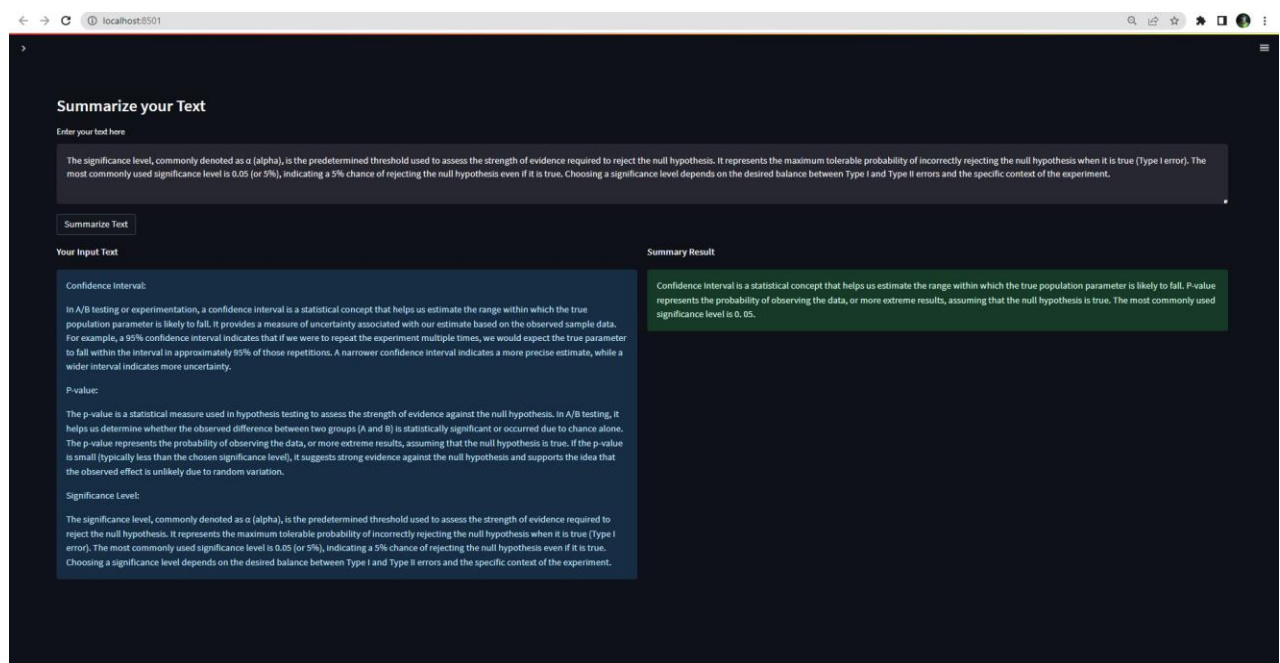 localhost:8501
Summarize your Text
Enter your text here
The significance level, commonly denoted as α (alpha), is the predetermined threshold used to assess the strength of evidence required to reject the null hypothesis. It represents the maximum tolerable probability of incorrectly rejecting the null hypothesis when it is true (Type I error). The
most commonly used significance level is 0.05 (or 5%), indicating a 5% chance of rejecting the null hypothesis even if it is true. Choosing a significance level depends on the desired balance between Type I and Type II errors and the specific context of the experiment.
Summarize Text
Your Input Text
Confidence Interval:
In A/B testing or experimentation, a confidence interval is a statistical concept that helps us estimate the range within which the true
population parameter is likely to fall. It provides a measure of uncertainty associated with our estimate based on the observed sample data.
For example, a 95% confidence interval indicates that if we were to repeat the experiment multiple times, we would expect the true parameter
to fall within the interval in approximately 95% of those repetitions. A narrower confidence interval indicates a more precise estimate, while a
wider interval indicates more uncertainty.
P-value:
The p-value is a statistical measure used in hypothesis testing to assess the strength of evidence against the null hypothesis. In A/B testing, it
helps us determine whether the observed difference between two groups (A and B) is statistically significant or occurred due to chance alone.
The p-value represents the probability of observing the data, or more extreme results, assuming that the null hypothesis is true. If the p-value
is small (typically less than the chosen significance level), it suggests strong evidence against the null hypothesis and supports the idea that
the observed effect is unlikely due to random variation.
Significance Level:
The significance level, commonly denoted as α (alpha), is the predetermined threshold used to assess the strength of evidence required to
reject the null hypothesis. It represents the maximum tolerable probability of incorrectly rejecting the null hypothesis when it is true (Type I
error). The most commonly used significance level is 0.05 (or 5%), indicating a 5% chance of rejecting the null hypothesis even if it is true.
Choosing a significance level depends on the desired balance between Type I and Type II errors and the specific context of the experiment.
Summary Result
Confidence Interval is a statistical concept that helps us estimate the range within which the true population parameter is likely to fall. P-value
represents the probability of observing the data, or more extreme results, assuming that the null hypothesis is true. The most commonly used
significance level is 0. 05.